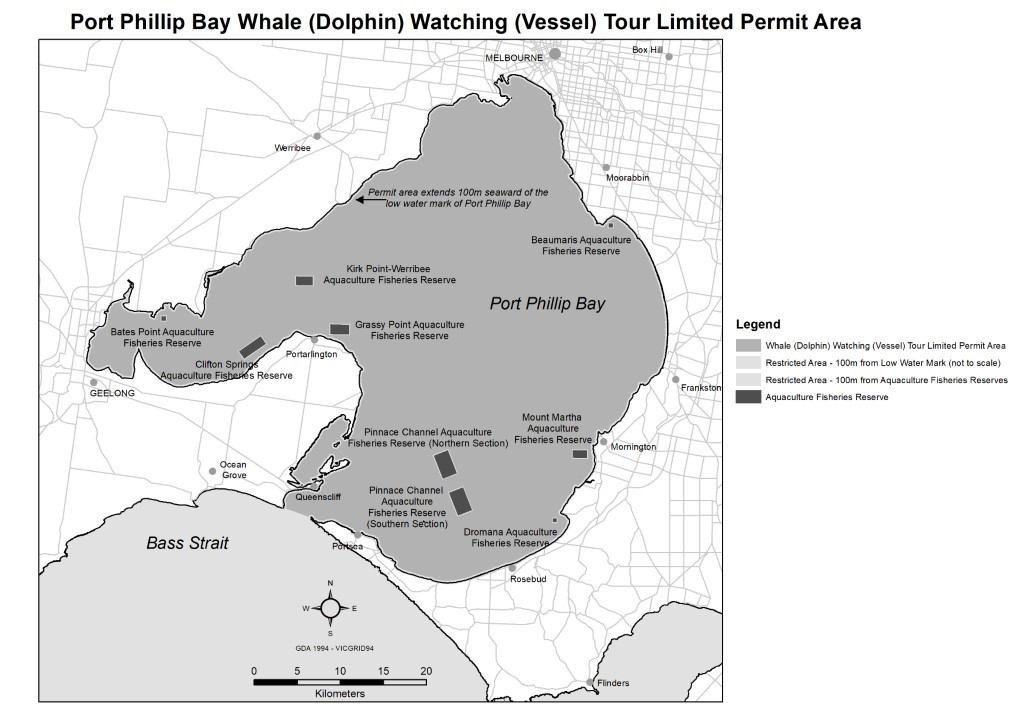 Port Phillip Bay Whale (Dolphin) Watching (Vessel) Tour Limited Permit Area
MELBOURNE
Box Hill
Werribee
Moorabbin
Permit area extends 100m seaward of the
low water mark of Port Phillip Bay
Beaumaris Aquaculture
Fisheries Reserve
Kirk Point-Werribee
Aquaculture Fisheries Reserve
Port Phillip Bay
Bates Point Aquaculture
Fisheries Reserve
Grassy Point Aquaculture
Fisheries Reserve
Portarlington
Clifton Springs
Aquaculture Fisheries Reserve
GEELONG
Frankston
Mount Martha
Aquaculture
Fisheries Reserve
Mornington
Pinnace Channel Aquaculture
Fisheries Reserve (Northern Section)
Ocean
Grove
Queenscliff
Pinnace Channel
Aquaculture
Fisheries Reserve
(Southern Section)
Dromana Aquaculture
Fisheries Reserve
Bass Strait
Portsea
Rosebud
N
W
E
S
GDA 1994 - VICGRID94
0 5 10 15 20
Kilometers
Flinders
Legend
Whale (Dolphin) Watching (Vessel) Tour Limited Permit Area
Restricted Area - 100m from Low Water Mark (not to scale)
Restricted Area - 100m from Aquaculture Fisheries Reserves
Aquaculture Fisheries Reserve